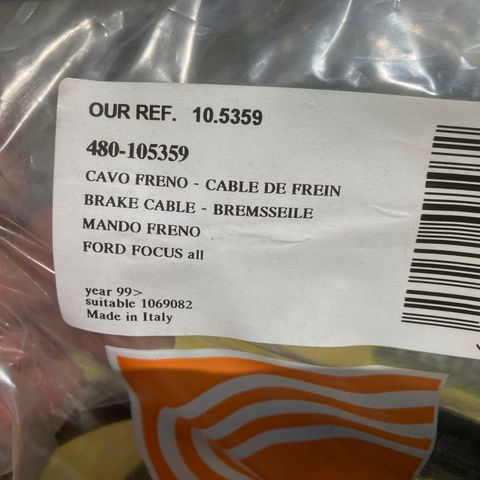 OUR REF. 10.5359
480-105359
CAVO FRENO - CABLE DE FREIN
BRAKE CABLE - BREMSSEILE
MANDO FRENO
FORD FOCUS all
year 99>
suitable 1069082
Made in Italy